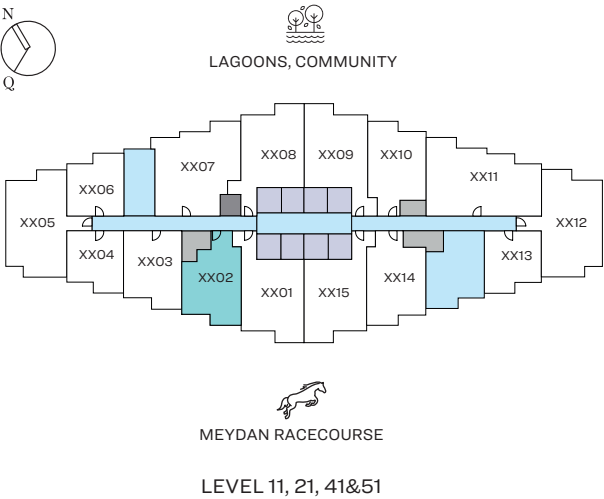 N
Q
LAGOONS, COMMUNITY
XX08
XX09
XX10
XX07
XX11
XX06
XX05
XX12
XX04
XX03
XX02
XX01
XX15
XX14
XX13
MEYDAN RACECOURSE
LEVEL 11, 21, 41&51